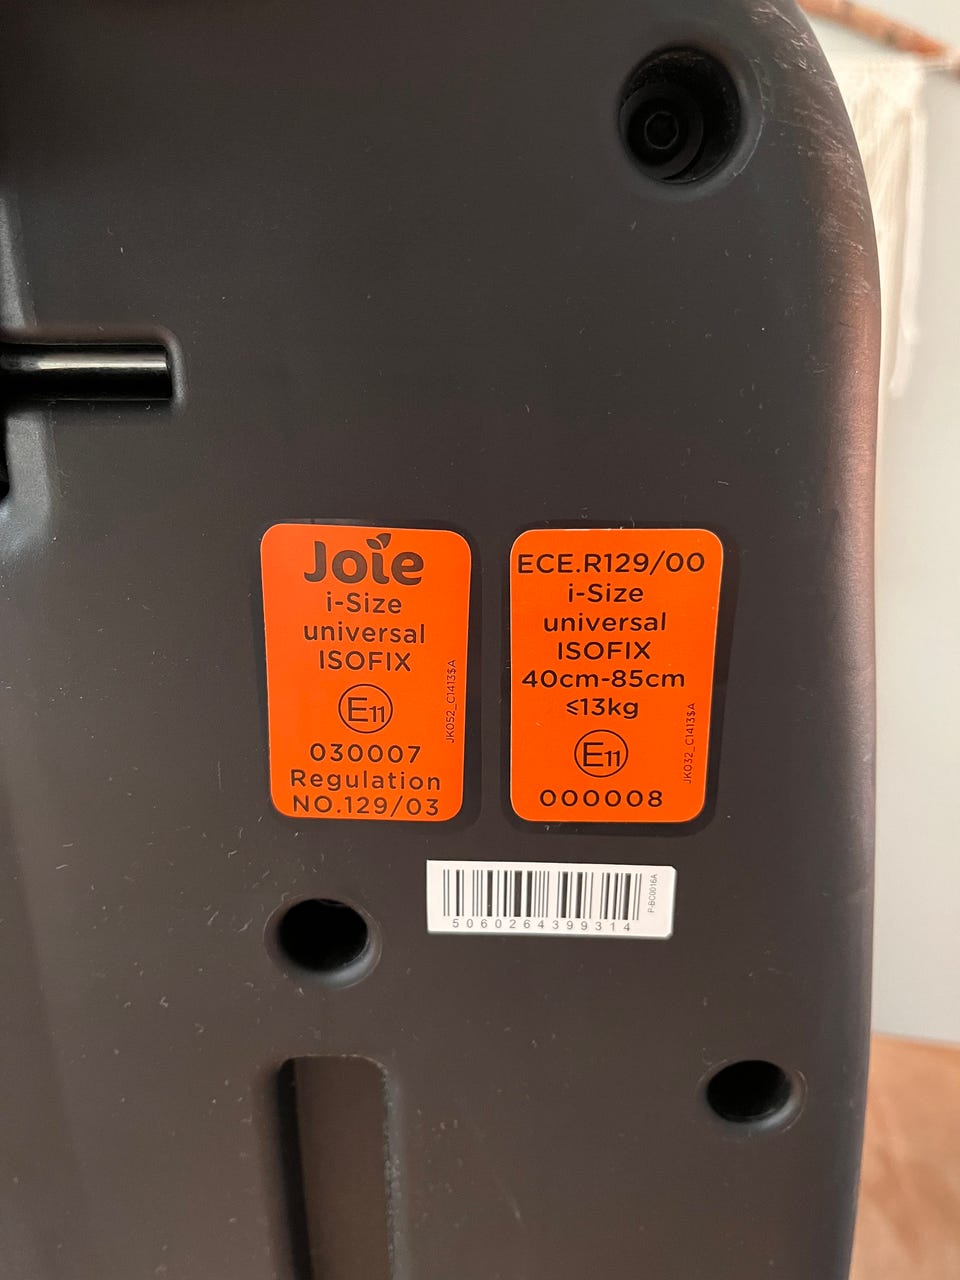 Joie
i-Size
universal
ISOFIX
E11
030007
Regulation
NO.129/03
JK052_C1413$A
ECE.R129/00
i-Size
universal
ISOFIX
40cm-85cm
≤13kg
E11
000008
JK032_C1413$A
5060264399314
P-BC0016A